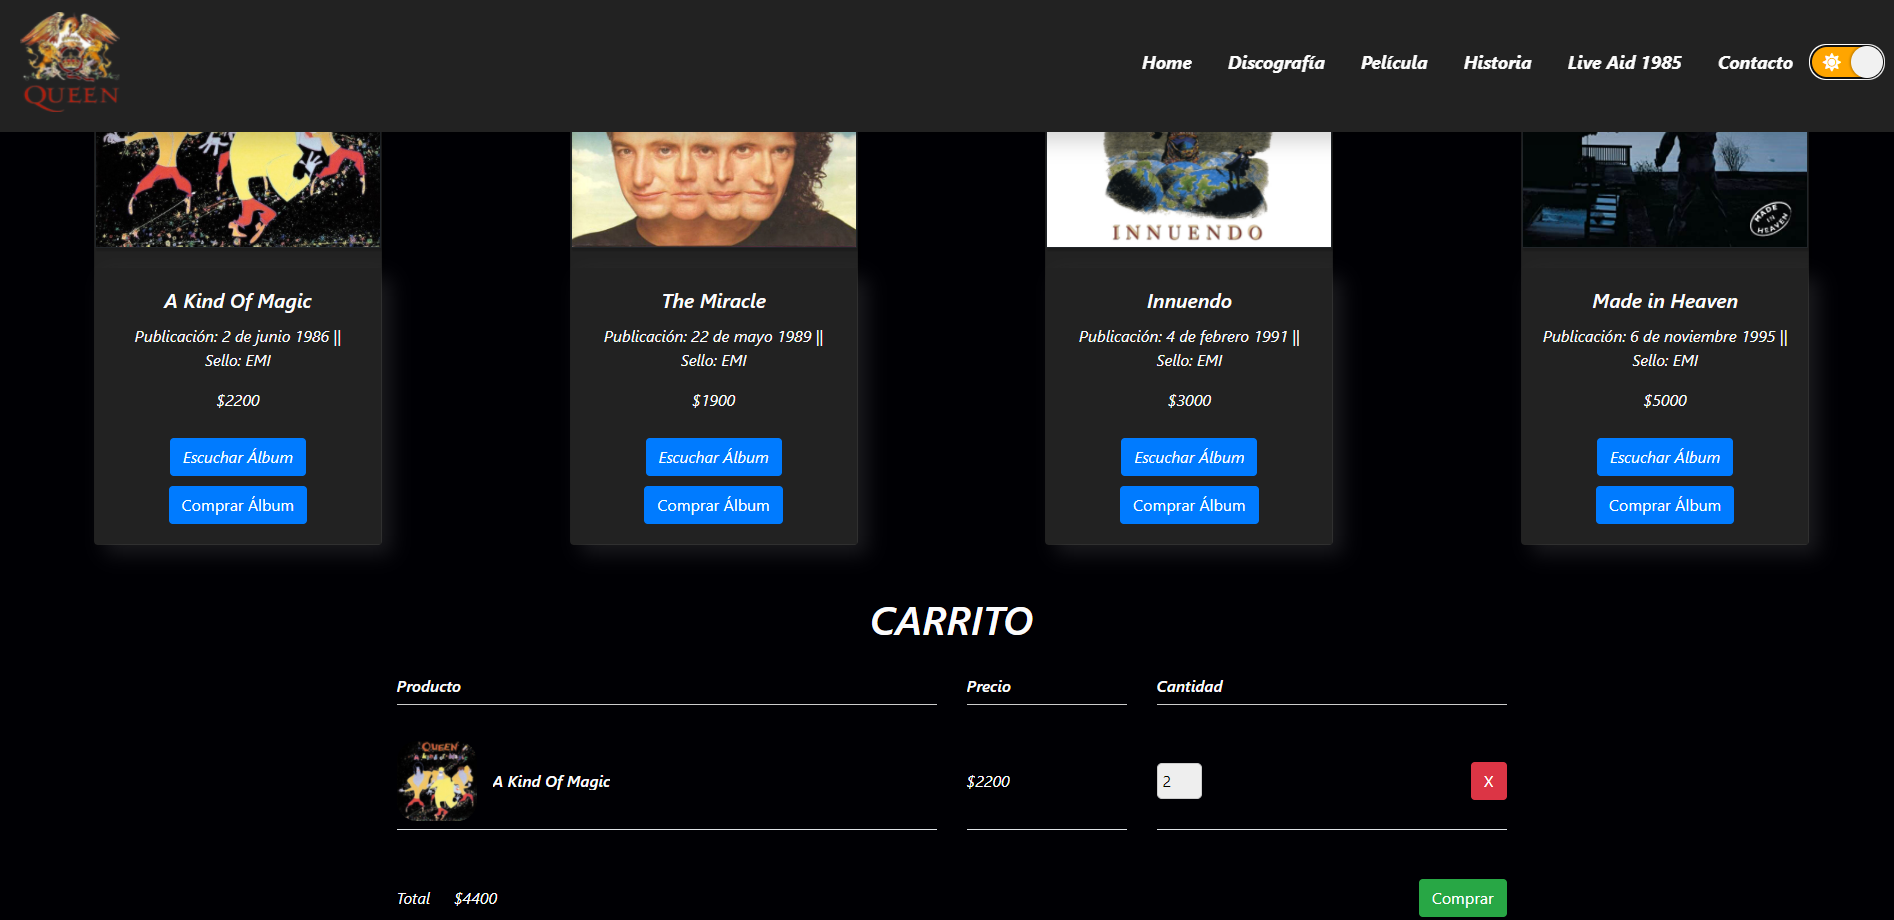 QUEEN
Home Discografía Película Historia Live Aid 1985 Contacto
INNUENDO
MADE
IN
HEAVEN
A Kind Of Magic
Publicación: 2 de junio 1986 ||
Sello: EMI
$2200
Escuchar Álbum
Comprar Álbum
The Miracle
Publicación: 22 de mayo 1989 ||
Sello: EMI
$1900
Escuchar Álbum
Comprar Álbum
Innuendo
Publicación: 4 de febrero 1991 ||
Sello: EMI
$3000
Escuchar Álbum
Comprar Álbum
Made in Heaven
Publicación: 6 de noviembre 1995 ||
Sello: EMI
$5000
Escuchar Álbum
Comprar Álbum
CARRITO
Producto Precio Cantidad
QUEEN
A Kind Of Magic $2200 2 X
Total $4400 Comprar